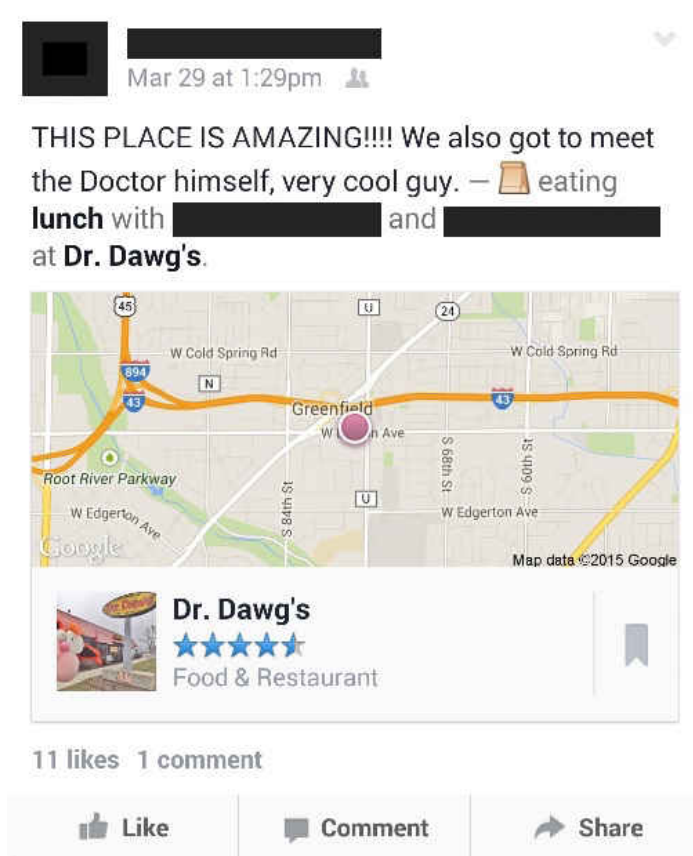 Mar 29 at 1:29pm
THIS PLACE IS AMAZING!!!! We also got to meet
the Doctor himself, very cool guy. — eating
lunch with and
at Dr. Dawg's.
45
U
24
W Cold Spring Rd
W Cold Spring Rd
894
N
43
43
Greenfield
W n Ave
S 68th St
S 60th St
Root River Parkway
S 84th St
U
W Edgerton Ave
W Edgerton Ave
Google
Map data ©2015 Google
Dr. Dawg's
Food & Restaurant
11 likes 1 comment
Like Comment Share